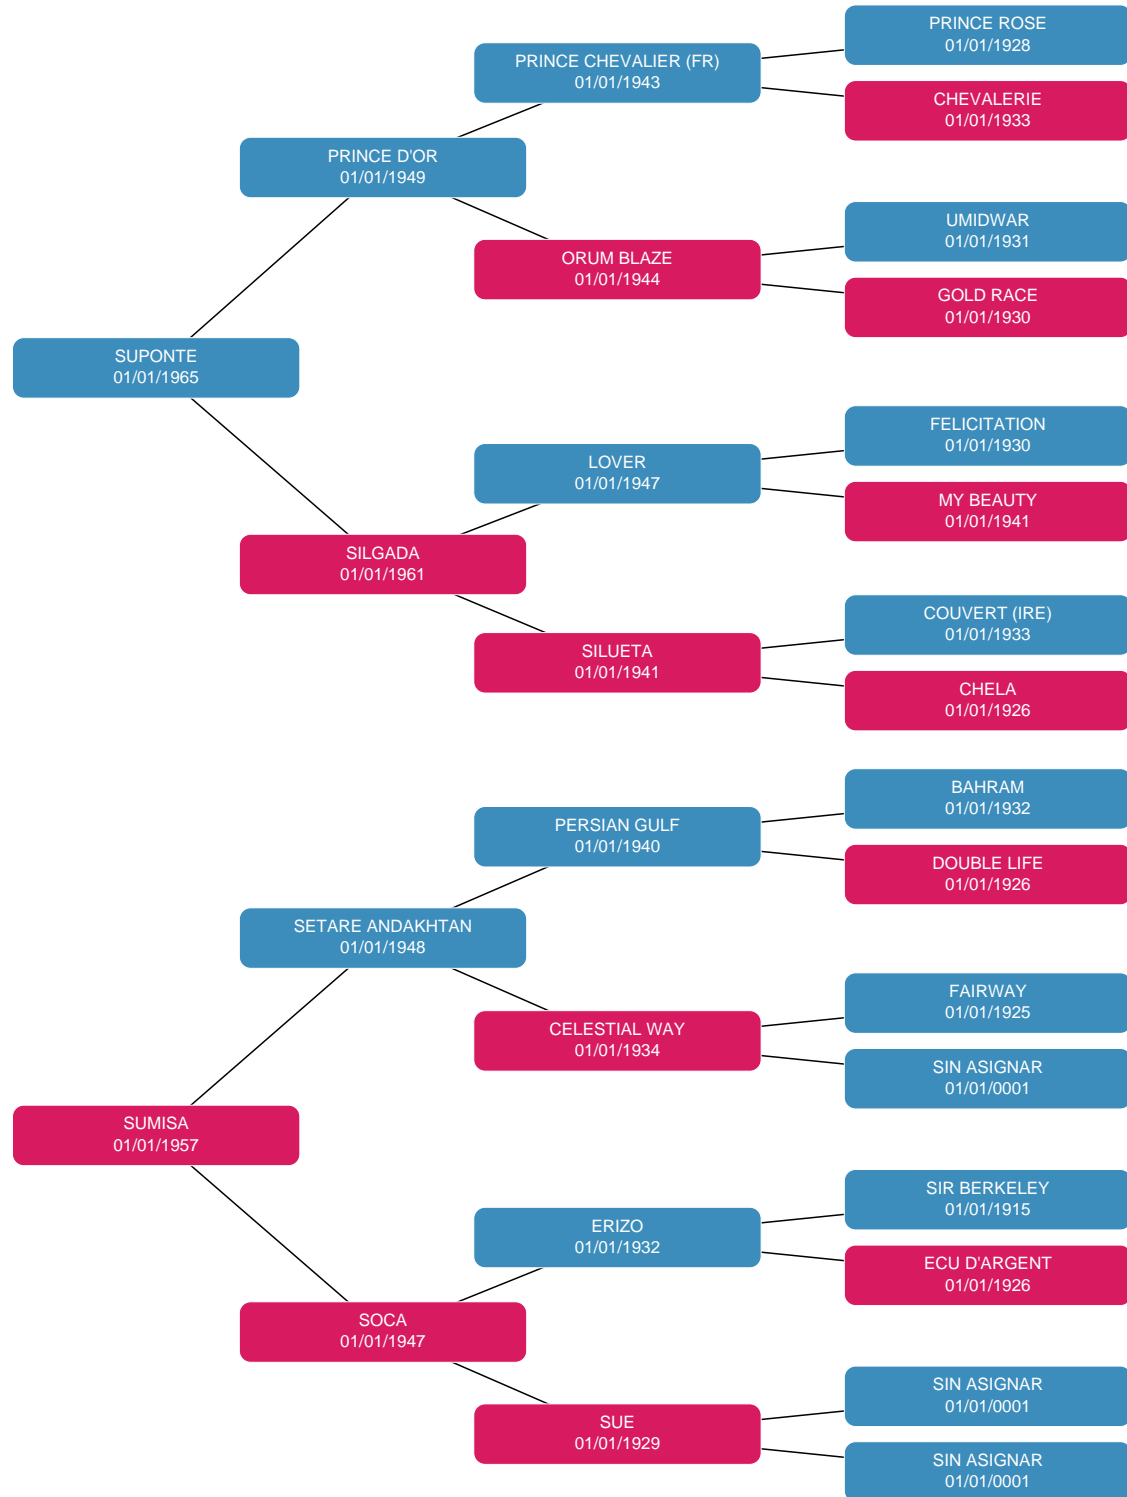 PRINCE ROSE
01/01/1928
PRINCE CHEVALIER (FR)
01/01/1943
CHEVALERIE
01/01/1933
PRINCE D'OR
01/01/1949
UMIDWAR
01/01/1931
ORUM BLAZE
01/01/1944
GOLD RACE
01/01/1930
SUPONTE
01/01/1965
FELICITATION
01/01/1930
LOVER
01/01/1947
MY BEAUTY
01/01/1941
SILGADA
01/01/1961
COUVERT (IRE)
01/01/1933
SILUETA
01/01/1941
CHELA
01/01/1926
BAHRAM
01/01/1932
PERSIAN GULF
01/01/1940
DOUBLE LIFE
01/01/1926
SETARE ANDAKHTAN
01/01/1948
FAIRWAY
01/01/1925
CELESTIAL WAY
01/01/1934
SIN ASIGNAR
01/01/0001
SUMISA
01/01/1957
SIR BERKELEY
01/01/1915
ERIZO
01/01/1932
ECU D'ARGENT
01/01/1926
SOCA
01/01/1947
SIN ASIGNAR
01/01/0001
SUE
01/01/1929
SIN ASIGNAR
01/01/0001